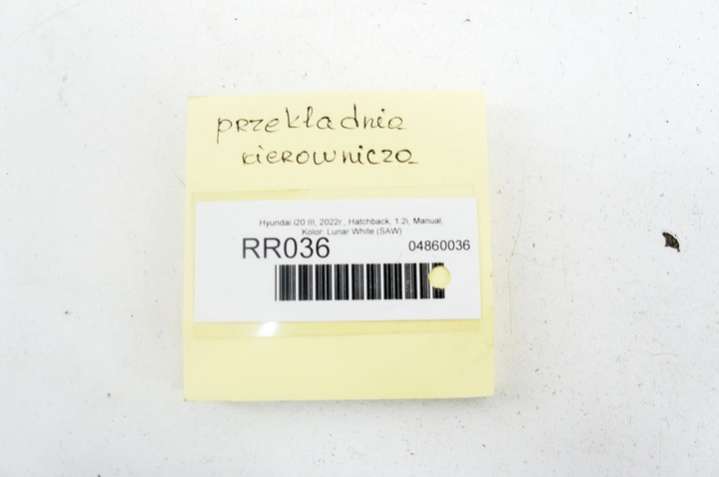 przekładnia
kierownicza
Hyundai i20 III, 2022r., Hatchback, 1.2i, Manual,
Kolor: Lunar White (SAW)
RR036 04860036